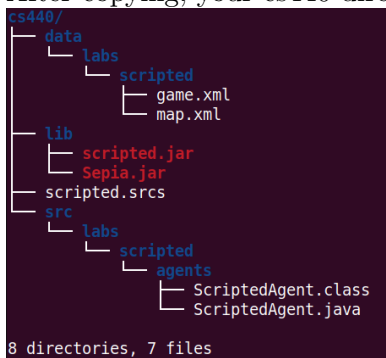 cs440/
├── data
│   └── labs
│       └── scripted
│           ├── game.xml
│           └── map.xml
├── lib
│   ├── scripted.jar
│   └── Sepia.jar
├── scripted.srcs
└── src
    └── labs
        └── scripted
            └── agents
                ├── ScriptedAgent.class
                └── ScriptedAgent.java
8 directories, 7 files